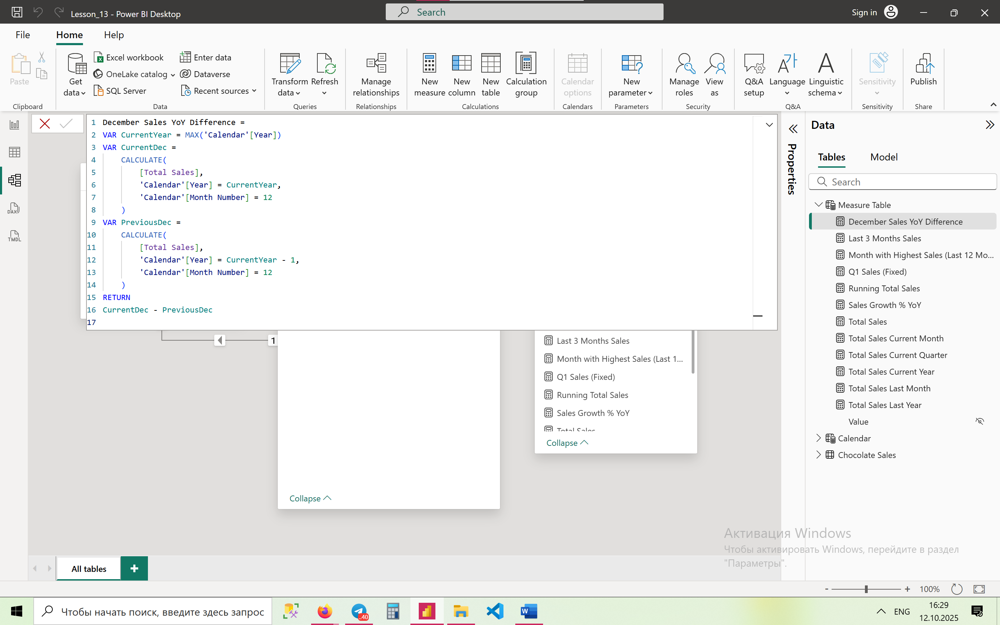 Lesson_13 - Power BI Desktop
Search
Sign in
File
Home
Help
Paste
Clipboard
Get data
Excel workbook
OneLake catalog
SQL Server
Enter data
Dataverse
Recent sources
Data
Transform data
Refresh
Queries
Manage relationships
Relationships
New measure
New column
New table
Calculation group
Calculations
Calendar options
Calendars
New parameter
Parameters
Manage roles
View as
Security
Q&A setup
Language
Linguistic schema
Q&A
Sensitivity
Sensitivity
Publish
Share
DAX
TMDL
1 December Sales YoY Difference =
2 VAR CurrentYear = MAX('Calendar'[Year])
3 VAR CurrentDec =
4 CALCULATE(
5 [Total Sales],
6 'Calendar'[Year] = CurrentYear,
7 'Calendar'[Month Number] = 12
8 )
9 VAR PreviousDec =
10 CALCULATE(
11 [Total Sales],
12 'Calendar'[Year] = CurrentYear - 1,
13 'Calendar'[Month Number] = 12
14 )
15 RETURN
16 CurrentDec - PreviousDec
17
1
Collapse
Last 3 Months Sales
Month with Highest Sales (Last 1...
Q1 Sales (Fixed)
Running Total Sales
Sales Growth % YoY
Total Sales
Collapse
Properties
Data
Tables
Model
Search
Measure Table
December Sales YoY Difference
Last 3 Months Sales
Month with Highest Sales (Last 12 Mo...
Q1 Sales (Fixed)
Running Total Sales
Sales Growth % YoY
Total Sales
Total Sales Current Month
Total Sales Current Quarter
Total Sales Current Year
Total Sales Last Month
Total Sales Last Year
Value
Calendar
Chocolate Sales
Активация Windows
Чтобы активировать Windows, перейдите в раздел
"Параметры".
All tables
- + 100%
Чтобы начать поиск, введите здесь запрос
..40
W
ENG
16:29
12.10.2025